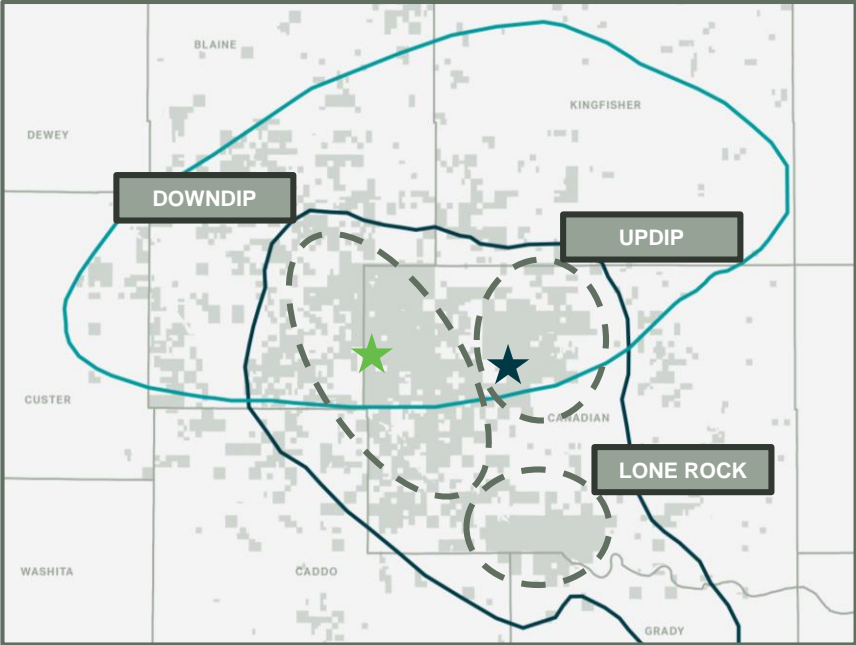 BLAINE
KINGFISHER
DEWEY
DOWNDIP
UPDIP
CUSTER
CANADIAN
LONE ROCK
WASHITA
CADDO
GRADY